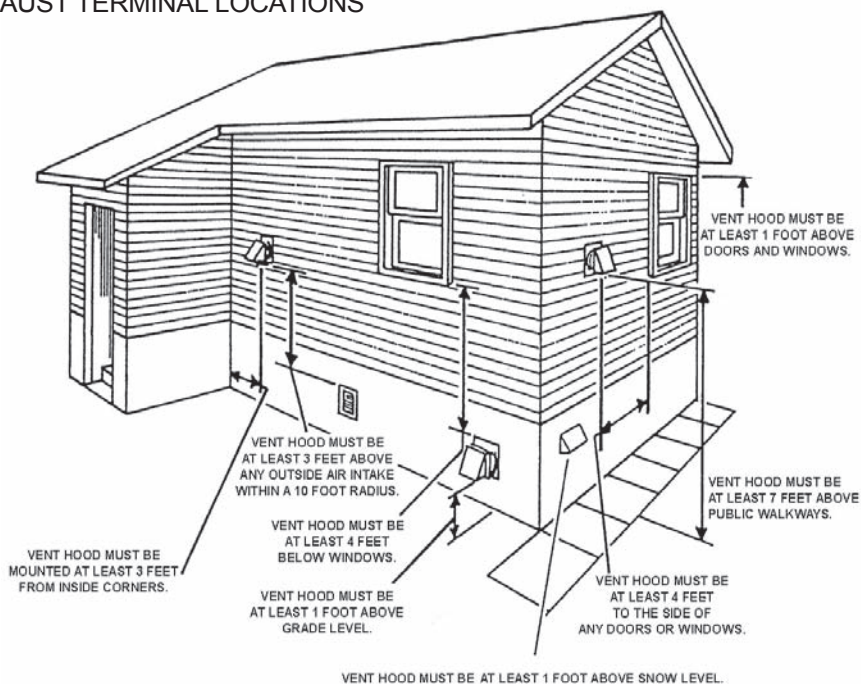 AUST TERMINAL LOCATIONS
VENT HOOD MUST BE
AT LEAST 1 FOOT ABOVE
DOORS AND WINDOWS.
VENT HOOD MUST BE
AT LEAST 3 FEET ABOVE
ANY OUTSIDE AIR INTAKE
WITHIN A 10 FOOT RADIUS.
VENT HOOD MUST BE
AT LEAST 7 FEET ABOVE
PUBLIC WALKWAYS.
VENT HOOD MUST BE
AT LEAST 4 FEET
BELOW WINDOWS.
VENT HOOD MUST BE
MOUNTED AT LEAST 3 FEET
FROM INSIDE CORNERS.
VENT HOOD MUST BE
AT LEAST 1 FOOT ABOVE
GRADE LEVEL.
VENT HOOD MUST BE
AT LEAST 4 FEET
TO THE SIDE OF
ANY DOORS OR WINDOWS.
VENT HOOD MUST BE AT LEAST 1 FOOT ABOVE SNOW LEVEL.